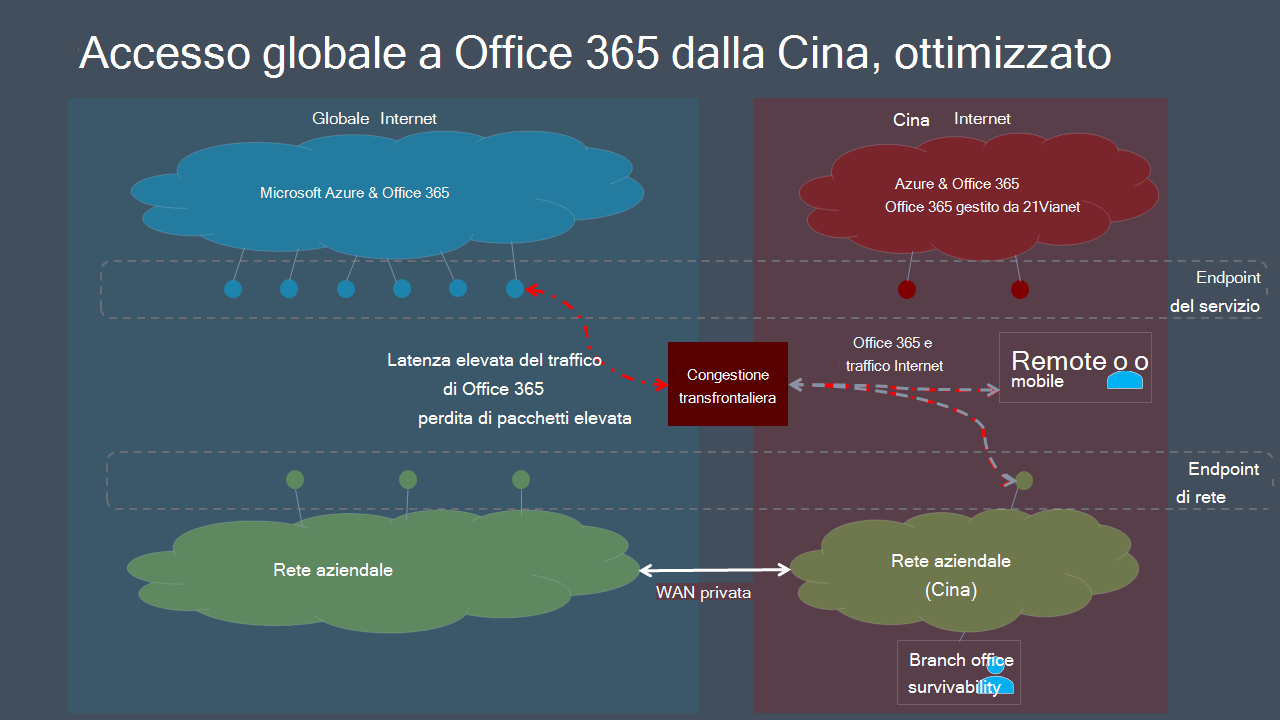 Accesso globale a Office 365 dalla Cina, ottimizzato
Globale Internet
Cina Internet
Microsoft Azure & Office 365
Azure & Office 365
Office 365 gestito da 21Vianet
Endpoint
del servizio
Office 365 e
traffico Internet
Latenza elevata del traffico
di Office 365
perdita di pacchetti elevata
Congestione
transfrontaliera
Remote o o
mobile
Endpoint
di rete
Rete aziendale
WAN privata
Rete aziendale
(Cina)
Branch office
survivability